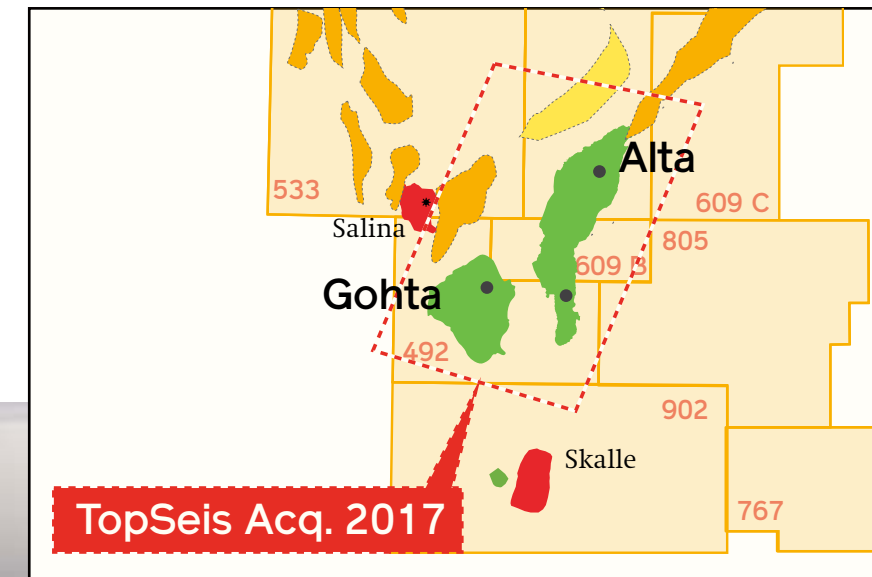 Alta
533
609 C
Salina
805
609 B
Gohta
492
902
Skalle
767
TopSeis Acq. 2017